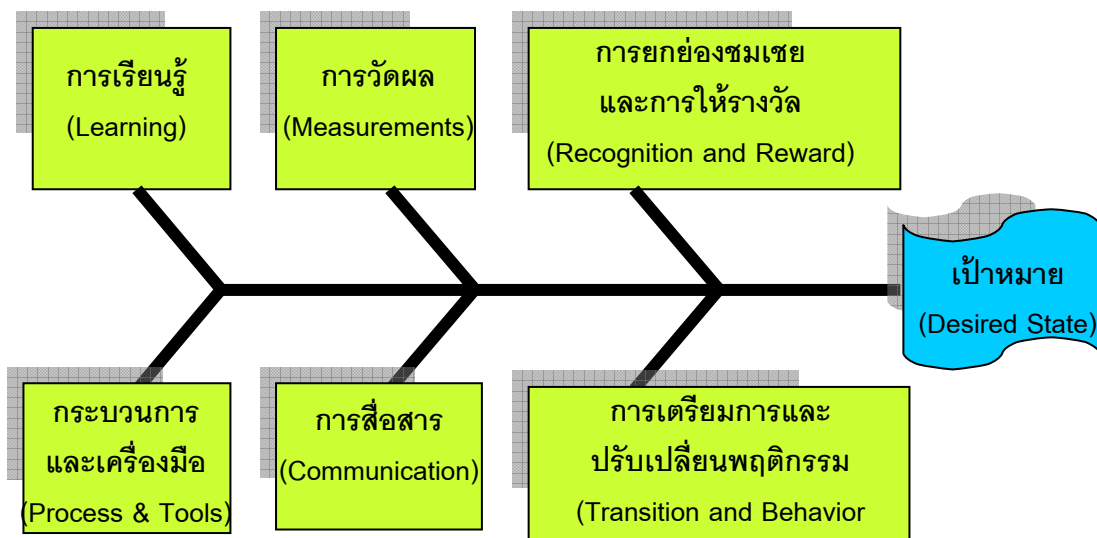 การเรียนรู้
(Learning)
การวัดผล
(Measurements)
การยกย่องชมเชย
และการให้รางวัล
(Recognition and Reward)
เป้าหมาย
(Desired State)
กระบวนการ
และเครื่องมือ
(Process & Tools)
การสื่อสาร
(Communication)
การเตรียมการและ
ปรับเปลี่ยนพฤติกรรม
(Transition and Behavior